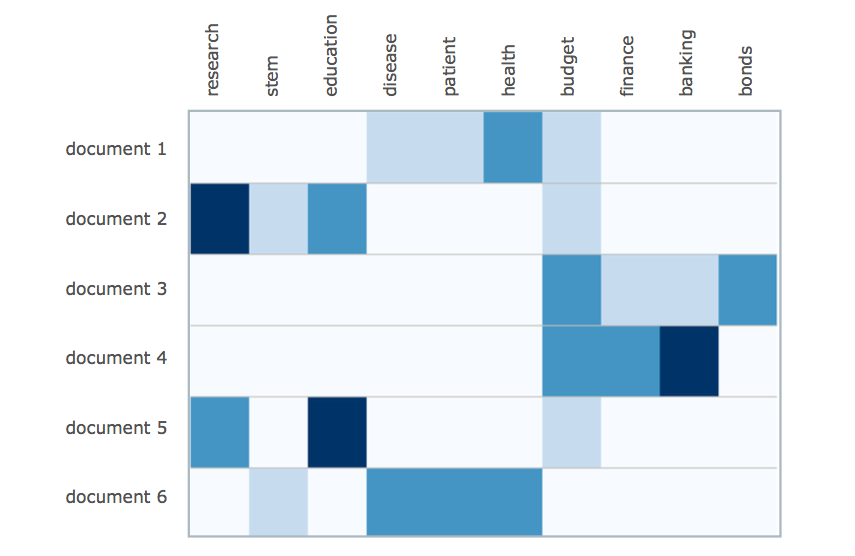 research
stem
education
disease
patient
health
budget
finance
banking
bonds
document 1
document 2
document 3
document 4
document 5
document 6